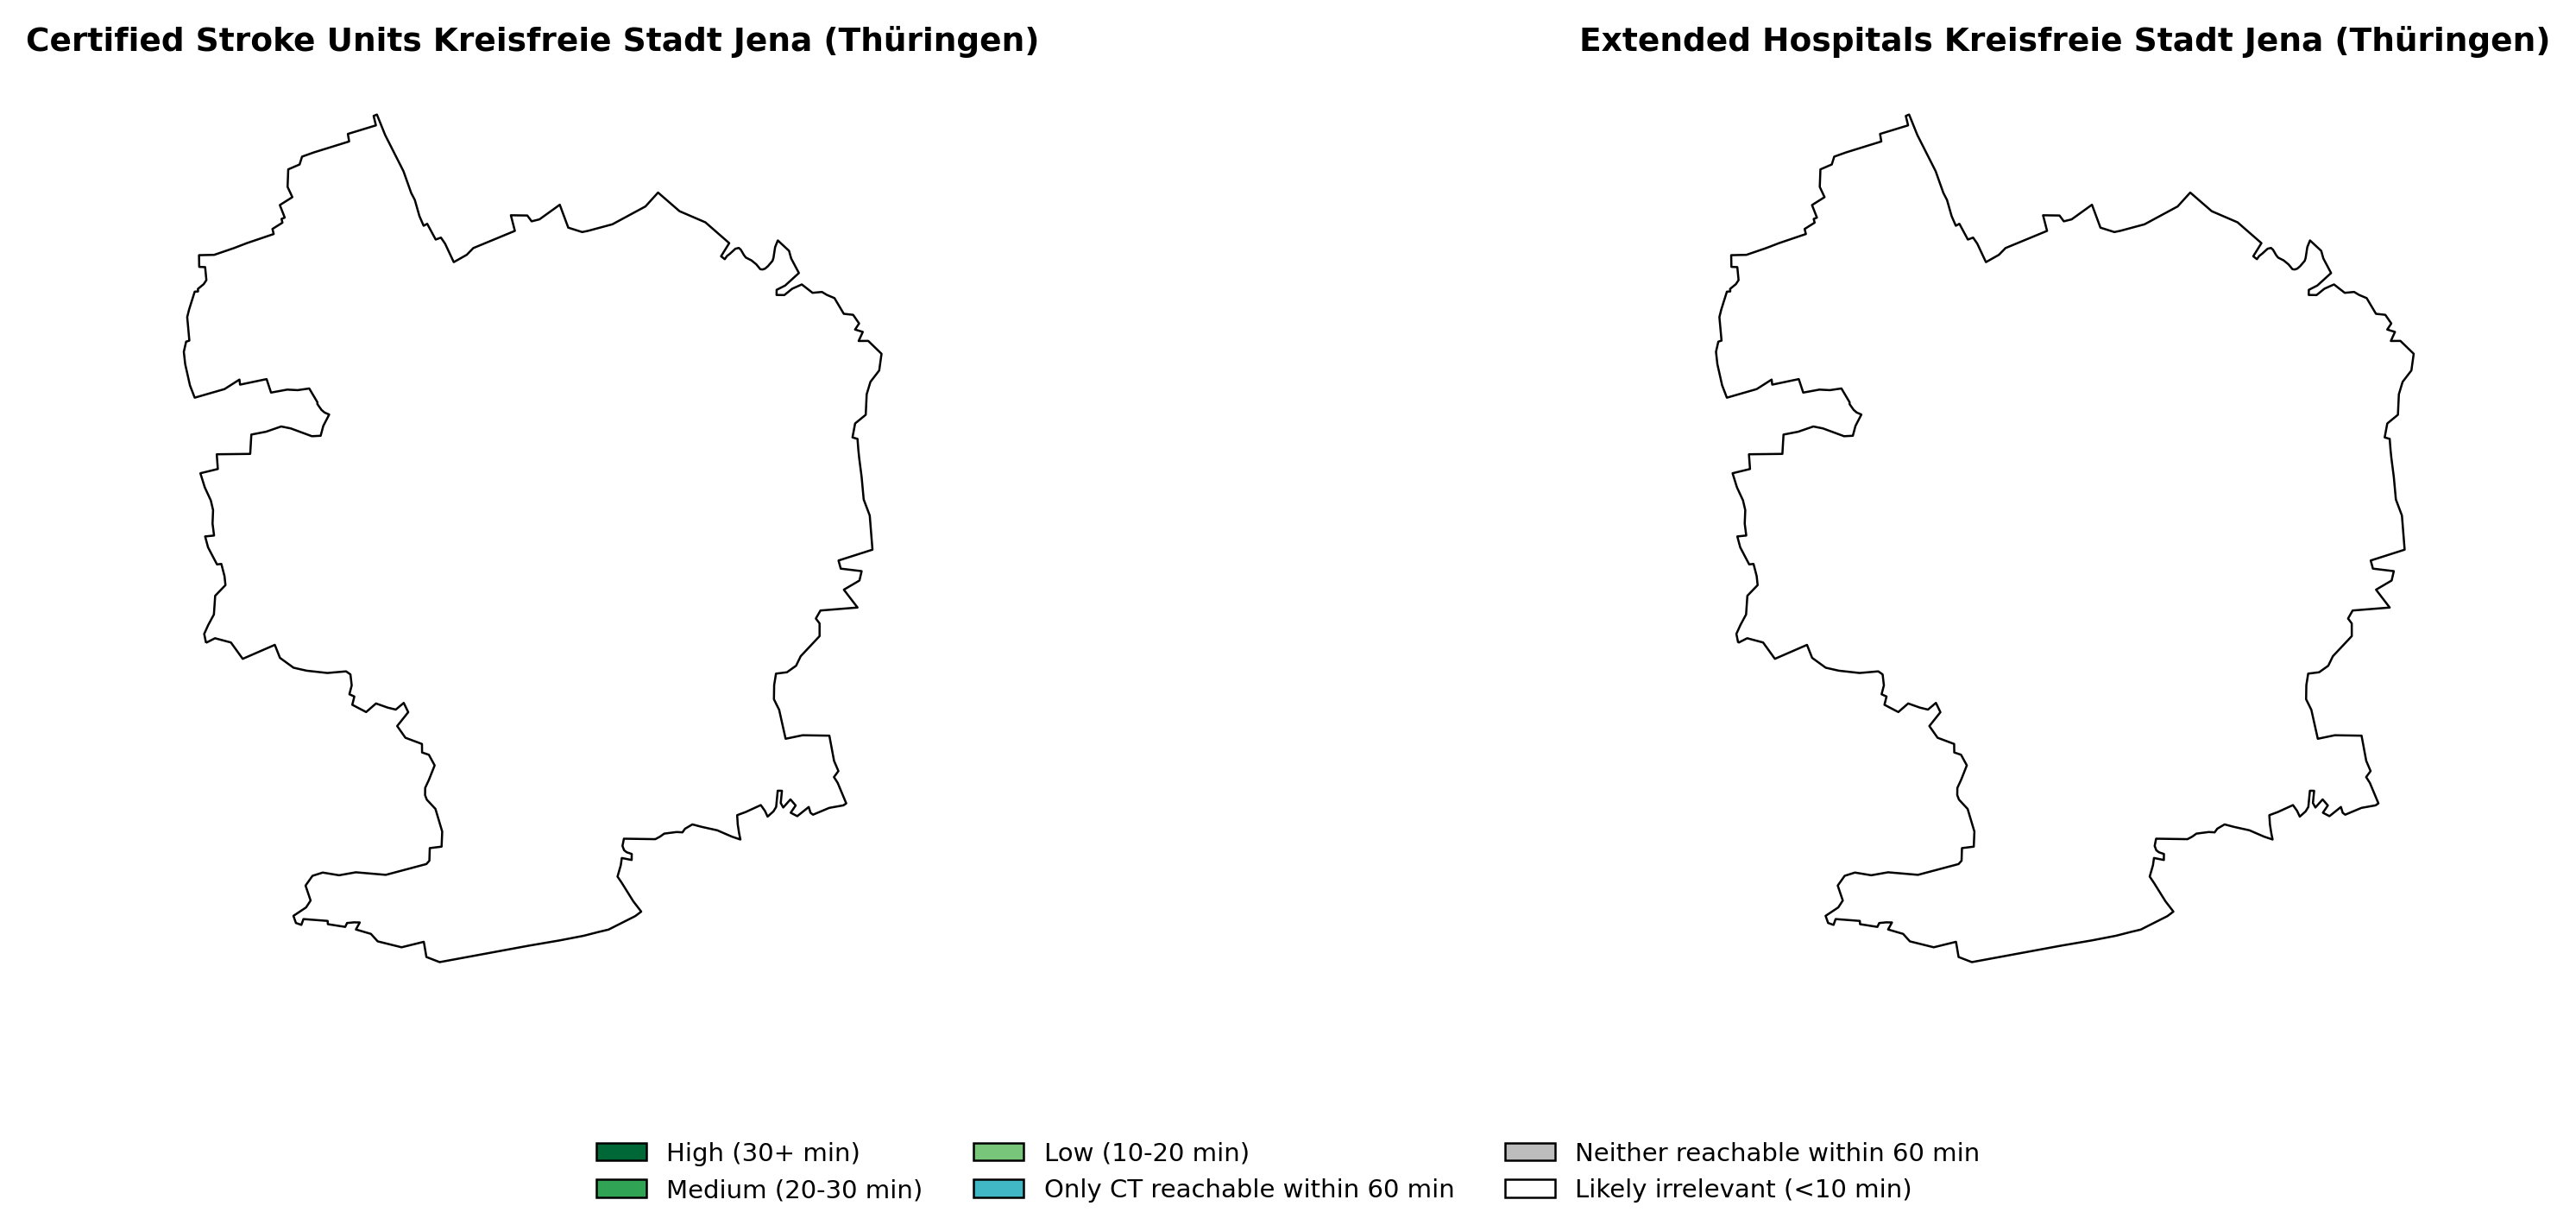 Certified Stroke Units Kreisfreie Stadt Jena (Thüringen)
Extended Hospitals Kreisfreie Stadt Jena (Thüringen)
High (30+ min)
Medium (20-30 min)
Low (10-20 min)
Only CT reachable within 60 min
Neither reachable within 60 min
Likely irrelevant (<10 min)